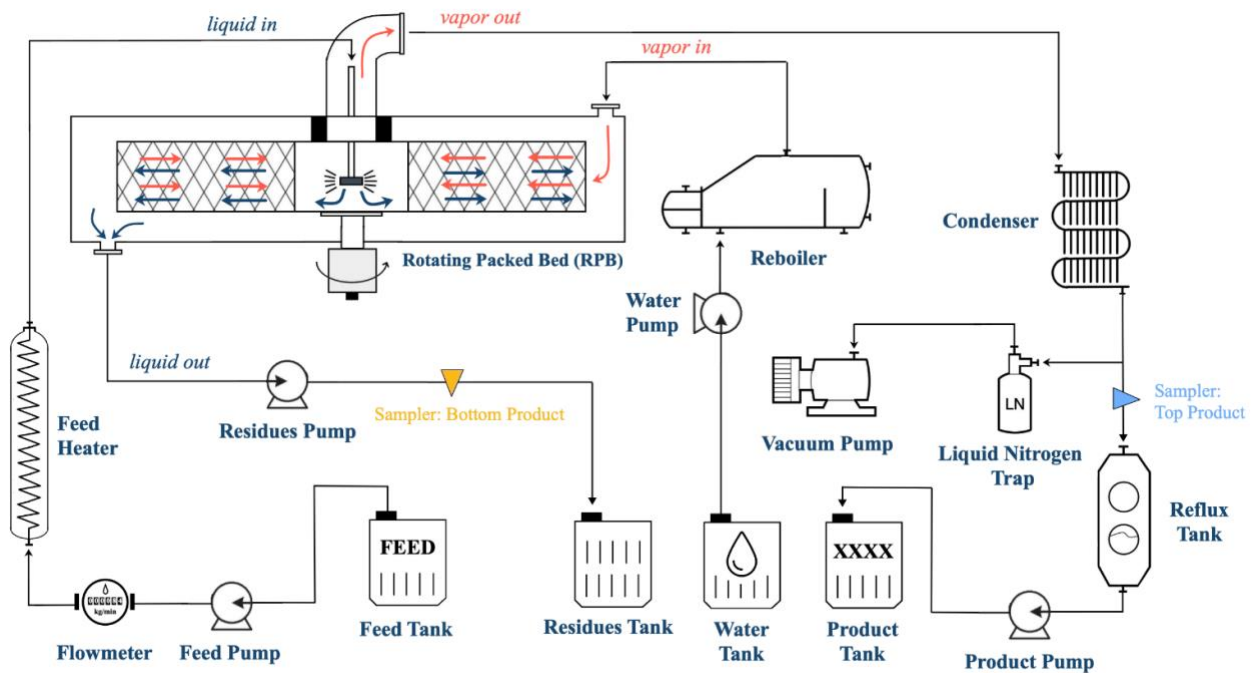 liquid in
vapor out
vapor in
Rotating Packed Bed (RPB)
Reboiler
Condenser
Water
Pump
liquid out
Residues Pump
Sampler: Bottom Product
Feed
Heater
Vacuum Pump
LN
Liquid Nitrogen
Trap
Sampler:
Top Product
Reflux
Tank
FEED
Feed Tank
Residues Tank
Water
Tank
XXXX
Product
Tank
Product Pump
kg/min
Flowmeter
Feed Pump